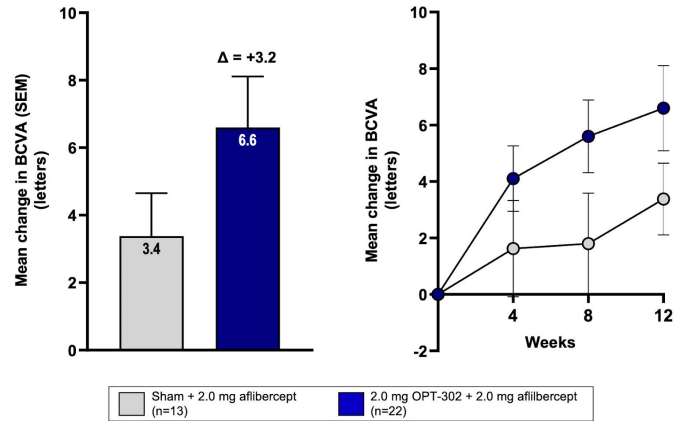 Mean change in BCVA (SEM)
(letters)
10
8
6
4
2
0
Δ = +3.2
3.4
6.6
Mean change in BCVA
(letters)
10
8
6
4
2
0
-2
4
8
12
Weeks
Sham + 2.0 mg aflibercept
(n=13)
2.0 mg OPT-302 + 2.0 mg aflilbercept
(n=22)